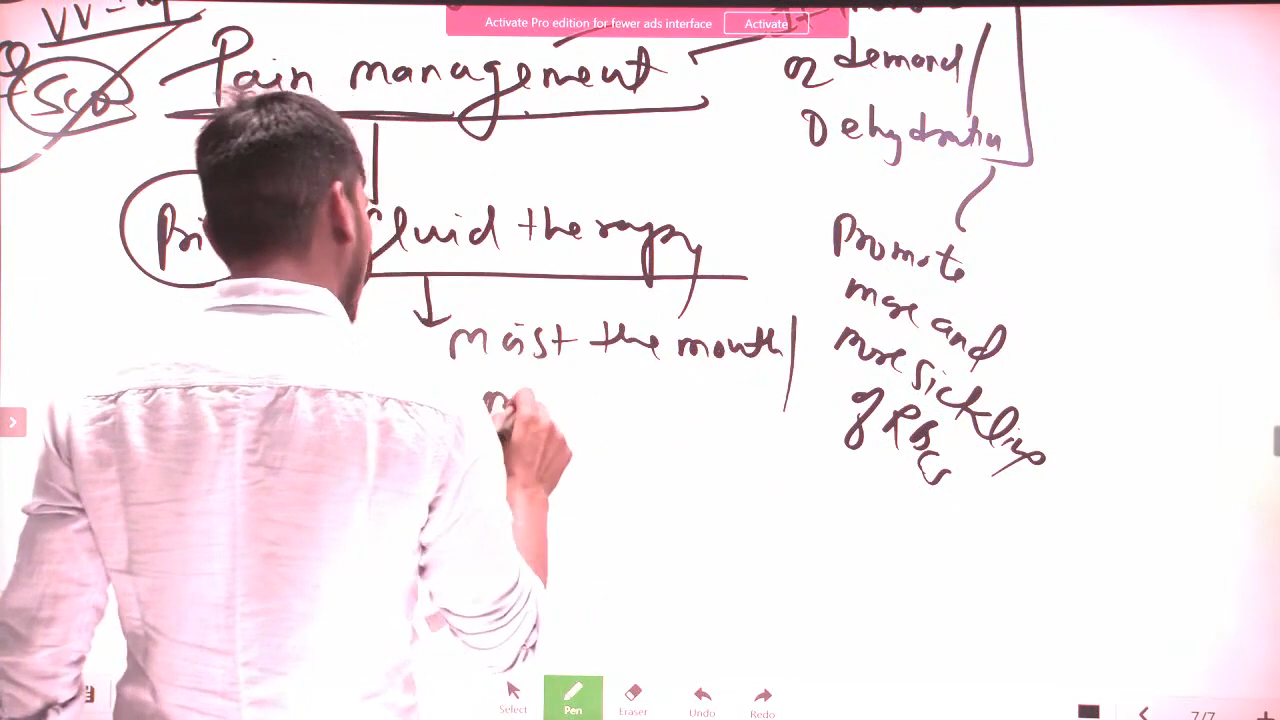 Activate Pro edition for fewer ads interface Activate
Pain management
O2 demand/
Dehydration
fluid therapy
Promote
more and
more sickling
of RBCs
Moist the mouth/
Select Pen Eraser Undo Redo
7/7